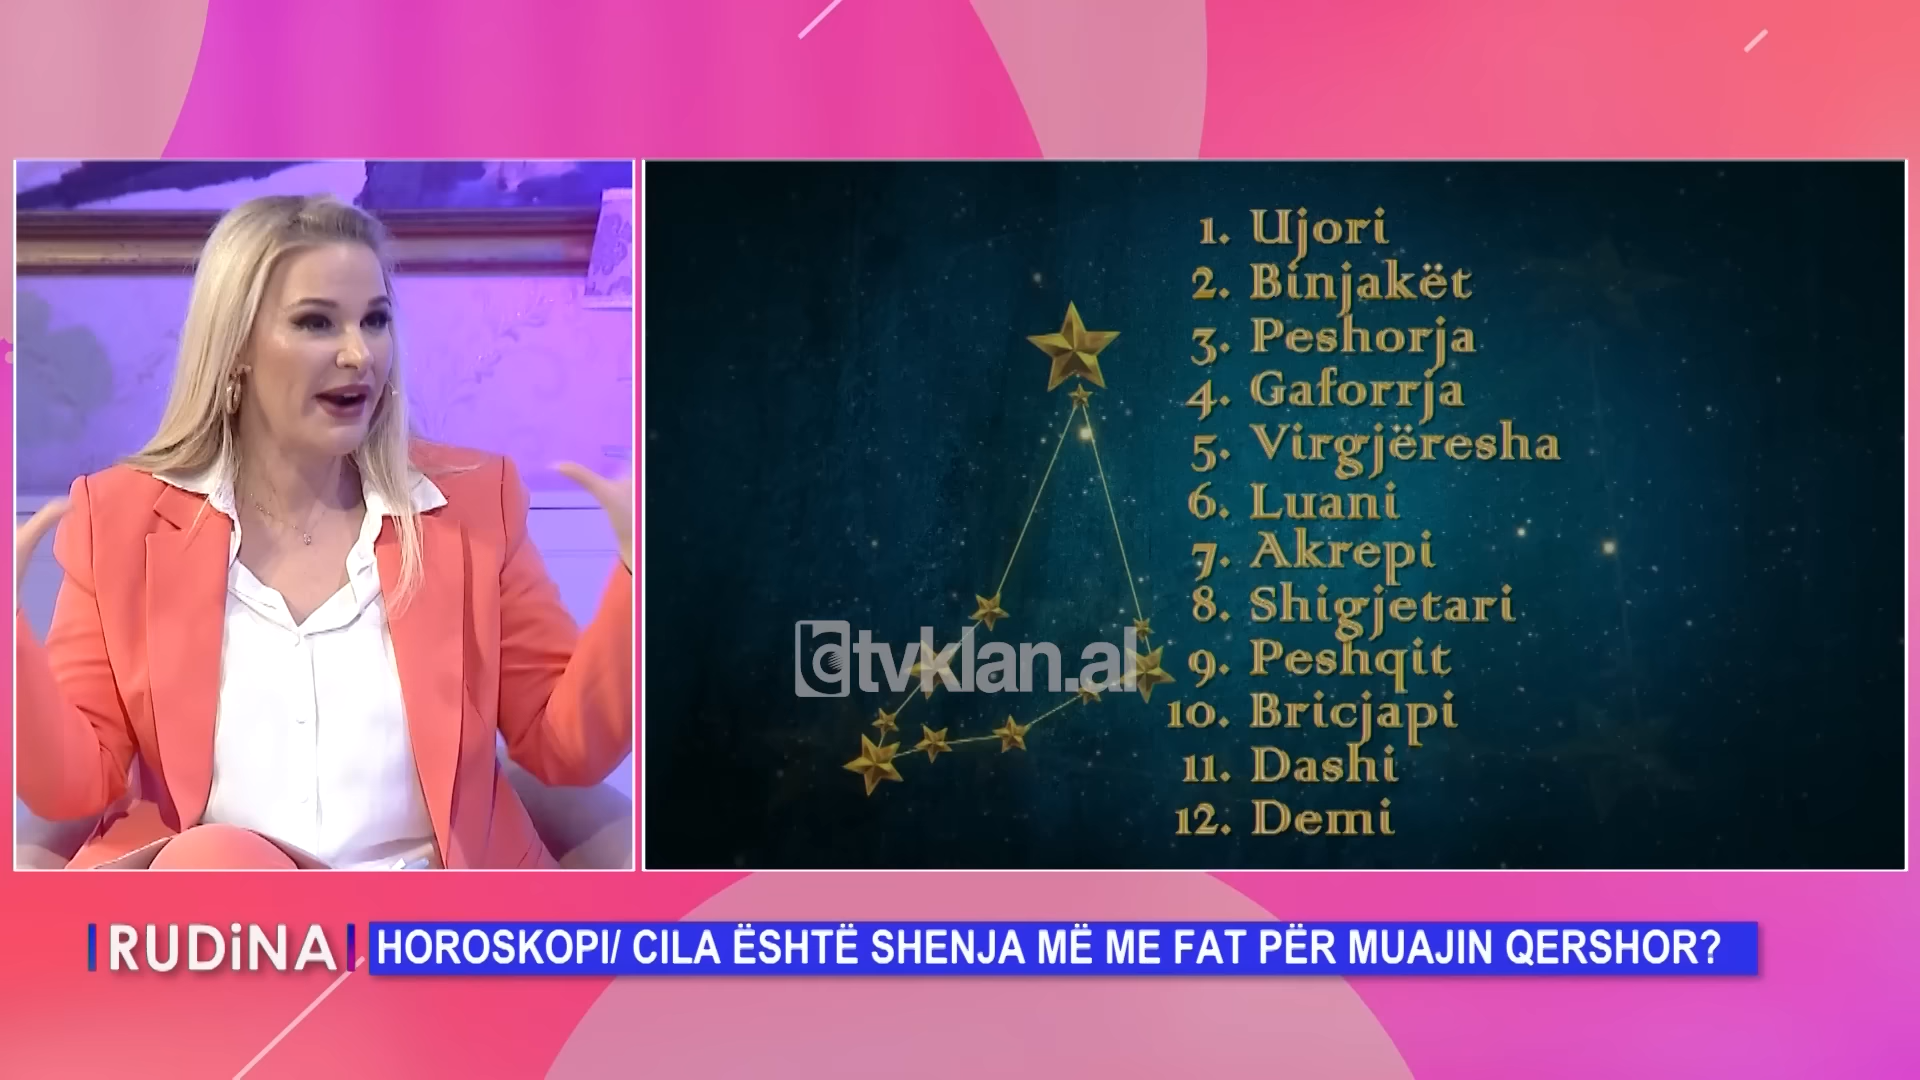 1. Ujori
2. Binjakët
3. Peshorja
4. Gaforrja
5. Virgjëresha
6. Luani
7. Akrepi
8. Shigjetari
9. Peshqit
10. Bricjapi
11. Dashi
12. Demi
tvklan.al
RUDiNA
HOROSKOPI/ CILA ËSHTË SHENJA MË ME FAT PËR MUAJIN QERSHOR?